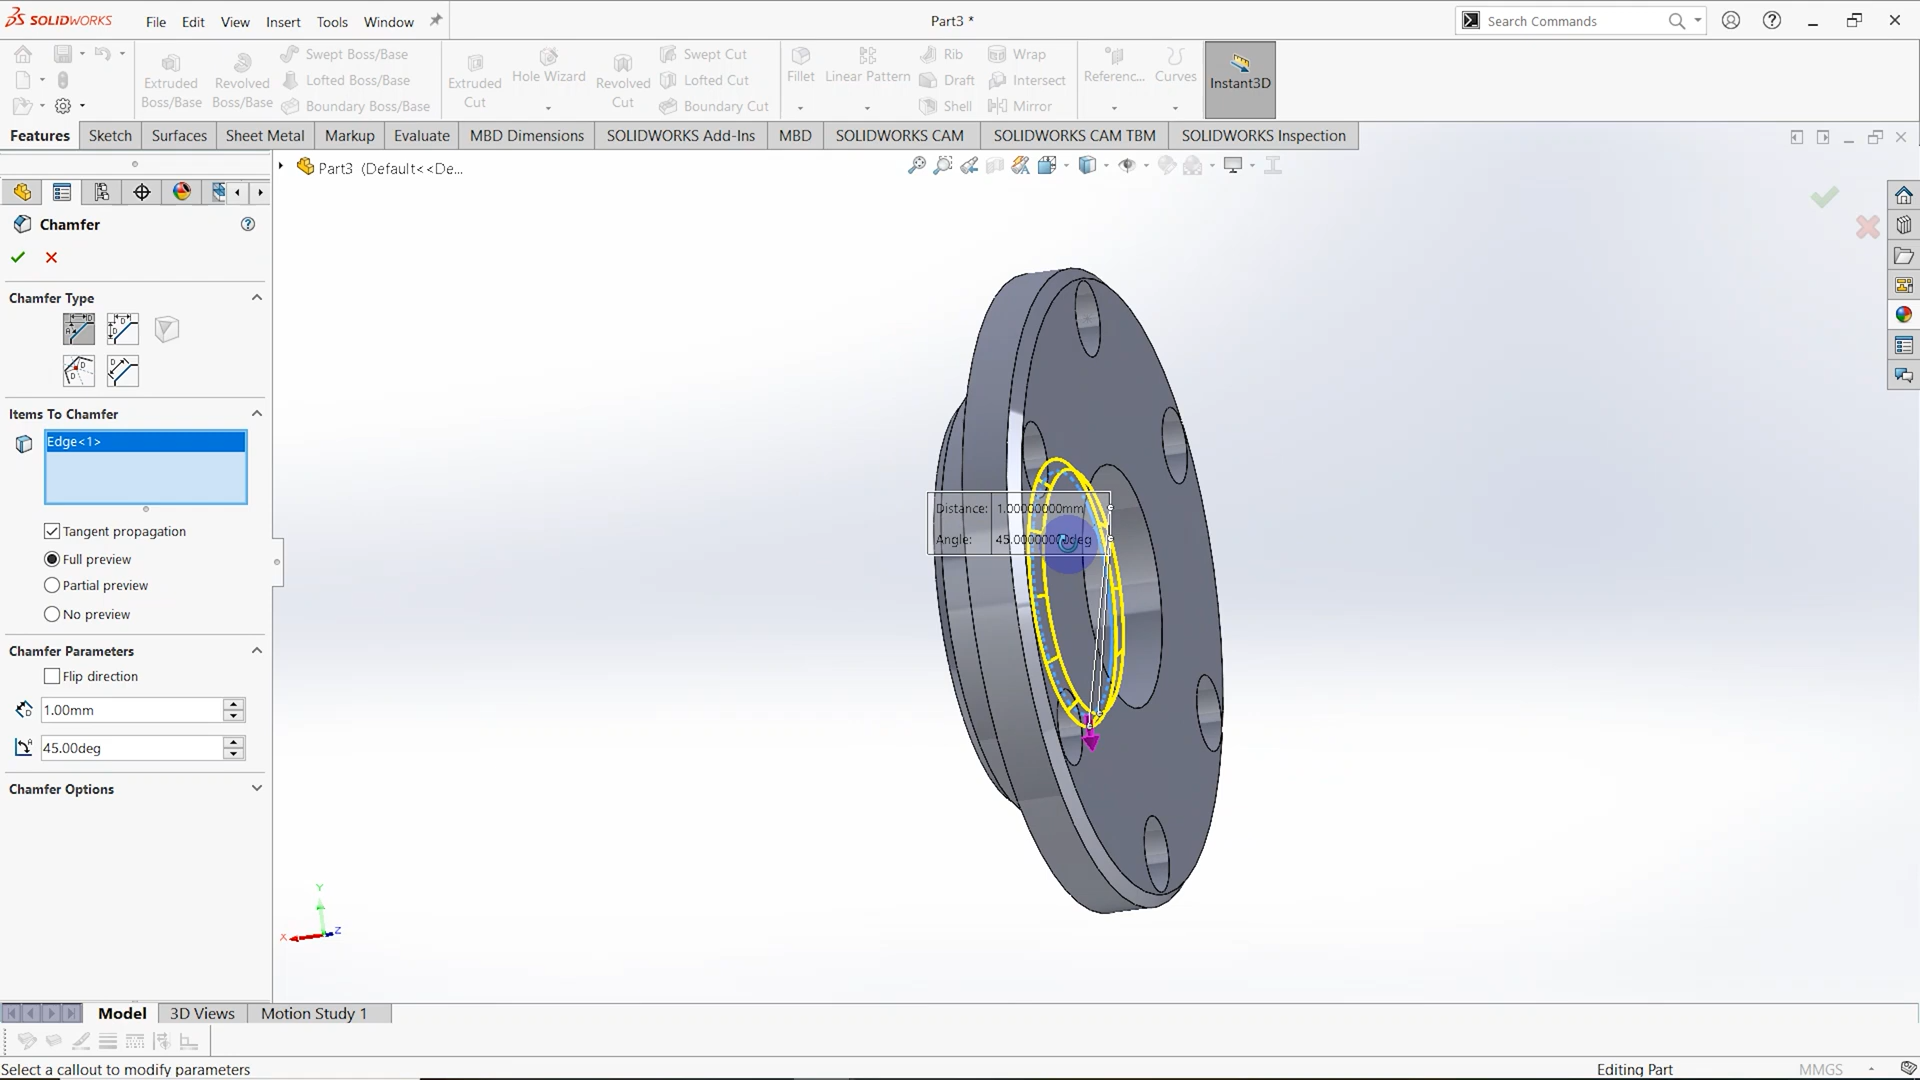 SOLIDWORKS File Edit View Insert Tools Window Part3 * Search Commands
Extruded Boss/Base
Revolved Boss/Base
Swept Boss/Base
Lofted Boss/Base
Boundary Boss/Base
Extruded Cut
Hole Wizard
Revolved Cut
Swept Cut
Lofted Cut
Boundary Cut
Fillet
Linear Pattern
Rib
Draft
Shell
Wrap
Intersect
Mirror
Referenc...
Curves
Instant3D
Features Sketch Surfaces Sheet Metal Markup Evaluate MBD Dimensions SOLIDWORKS Add-Ins MBD SOLIDWORKS CAM SOLIDWORKS CAM TBM SOLIDWORKS Inspection
Part3 (Default<<De...
Chamfer
Chamfer Type
Items To Chamfer
Edge<1>
Tangent propagation
Full preview
Partial preview
No preview
Chamfer Parameters
Flip direction
1.00mm
45.00deg
Chamfer Options
Distance: 1.00000000mm
Angle: 45.00000000deg
Y
X
Z
Model 3D Views Motion Study 1
Select a callout to modify parameters
Editing Part MMGS